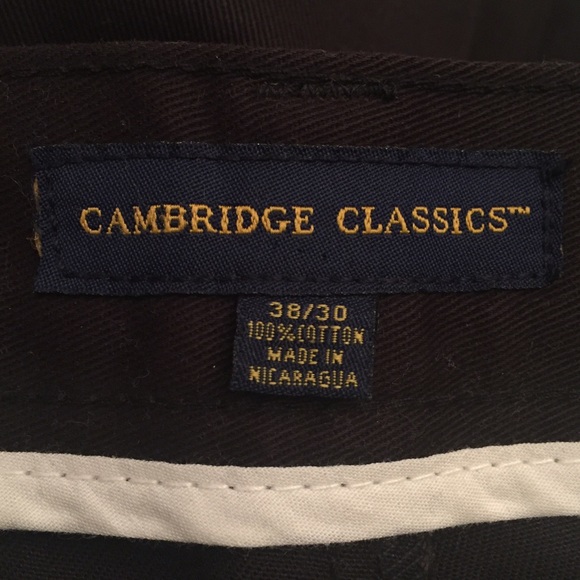 CAMBRIDGE CLASSICS™
38/30
100% COTTON
MADE IN
NICARAGUA